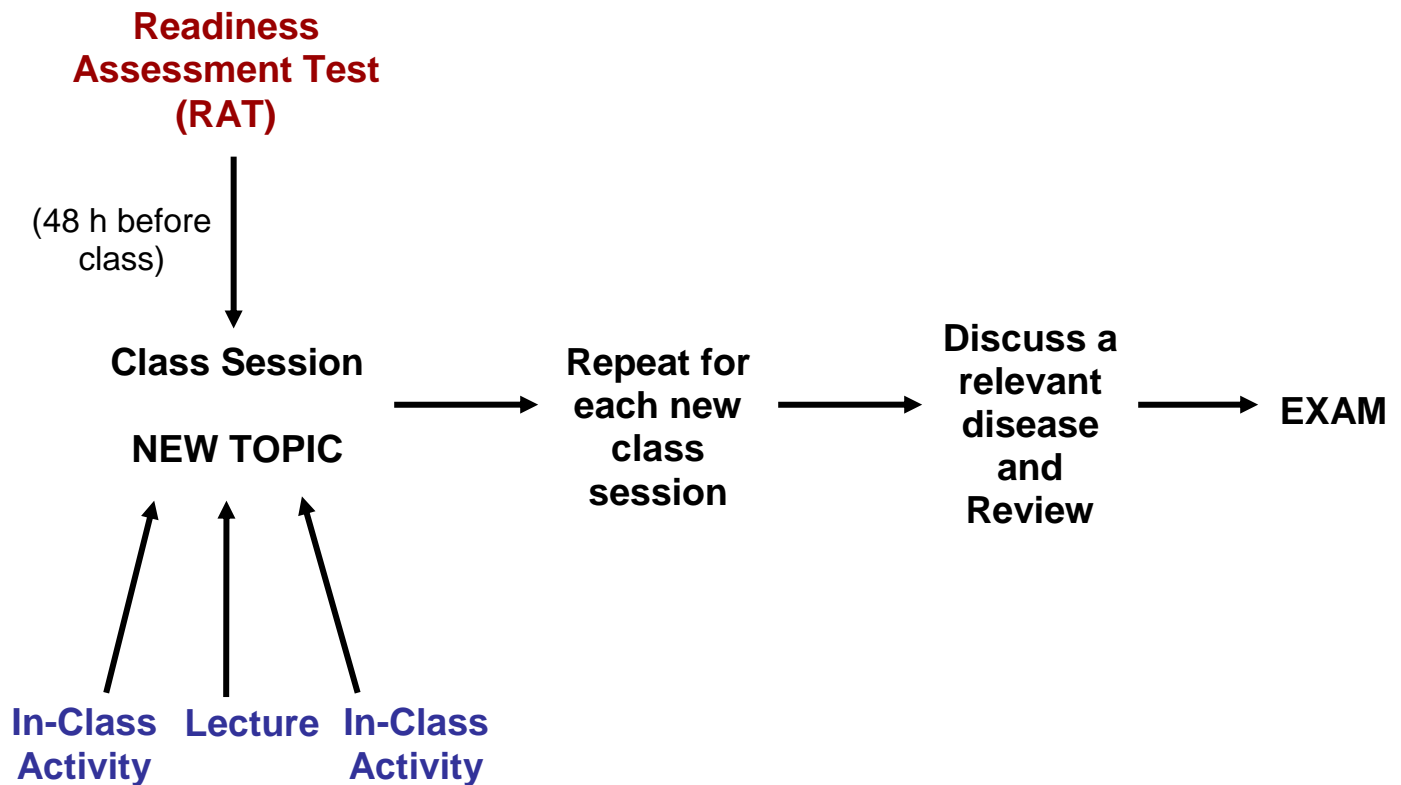 Readiness
Assessment Test
(RAT)
(48 h before
class)
Class Session
NEW TOPIC
In-Class
Activity
Lecture
In-Class
Activity
Repeat for
each new
class
session
Discuss a
relevant
disease
and
Review
EXAM